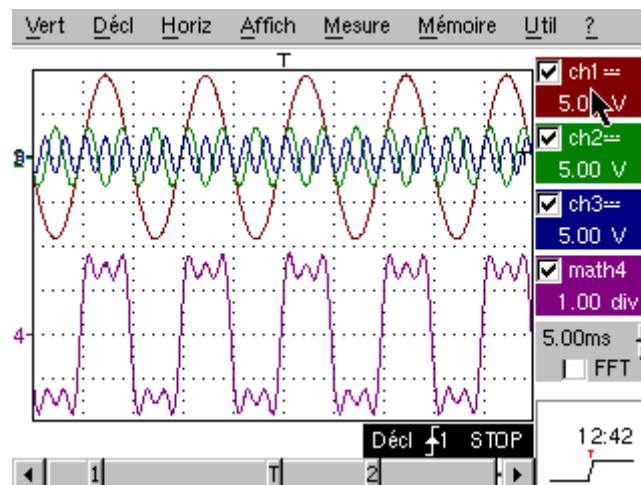 Vert Décl Horiz Affich Mesure Mémoire Util ?
T
ch1
5.0 V
ch2
5.00 V
ch3
5.00 V
math4
1.00 div
4
5.00ms
FFT
Décl 1 STOP
12:42
T
1 T 2